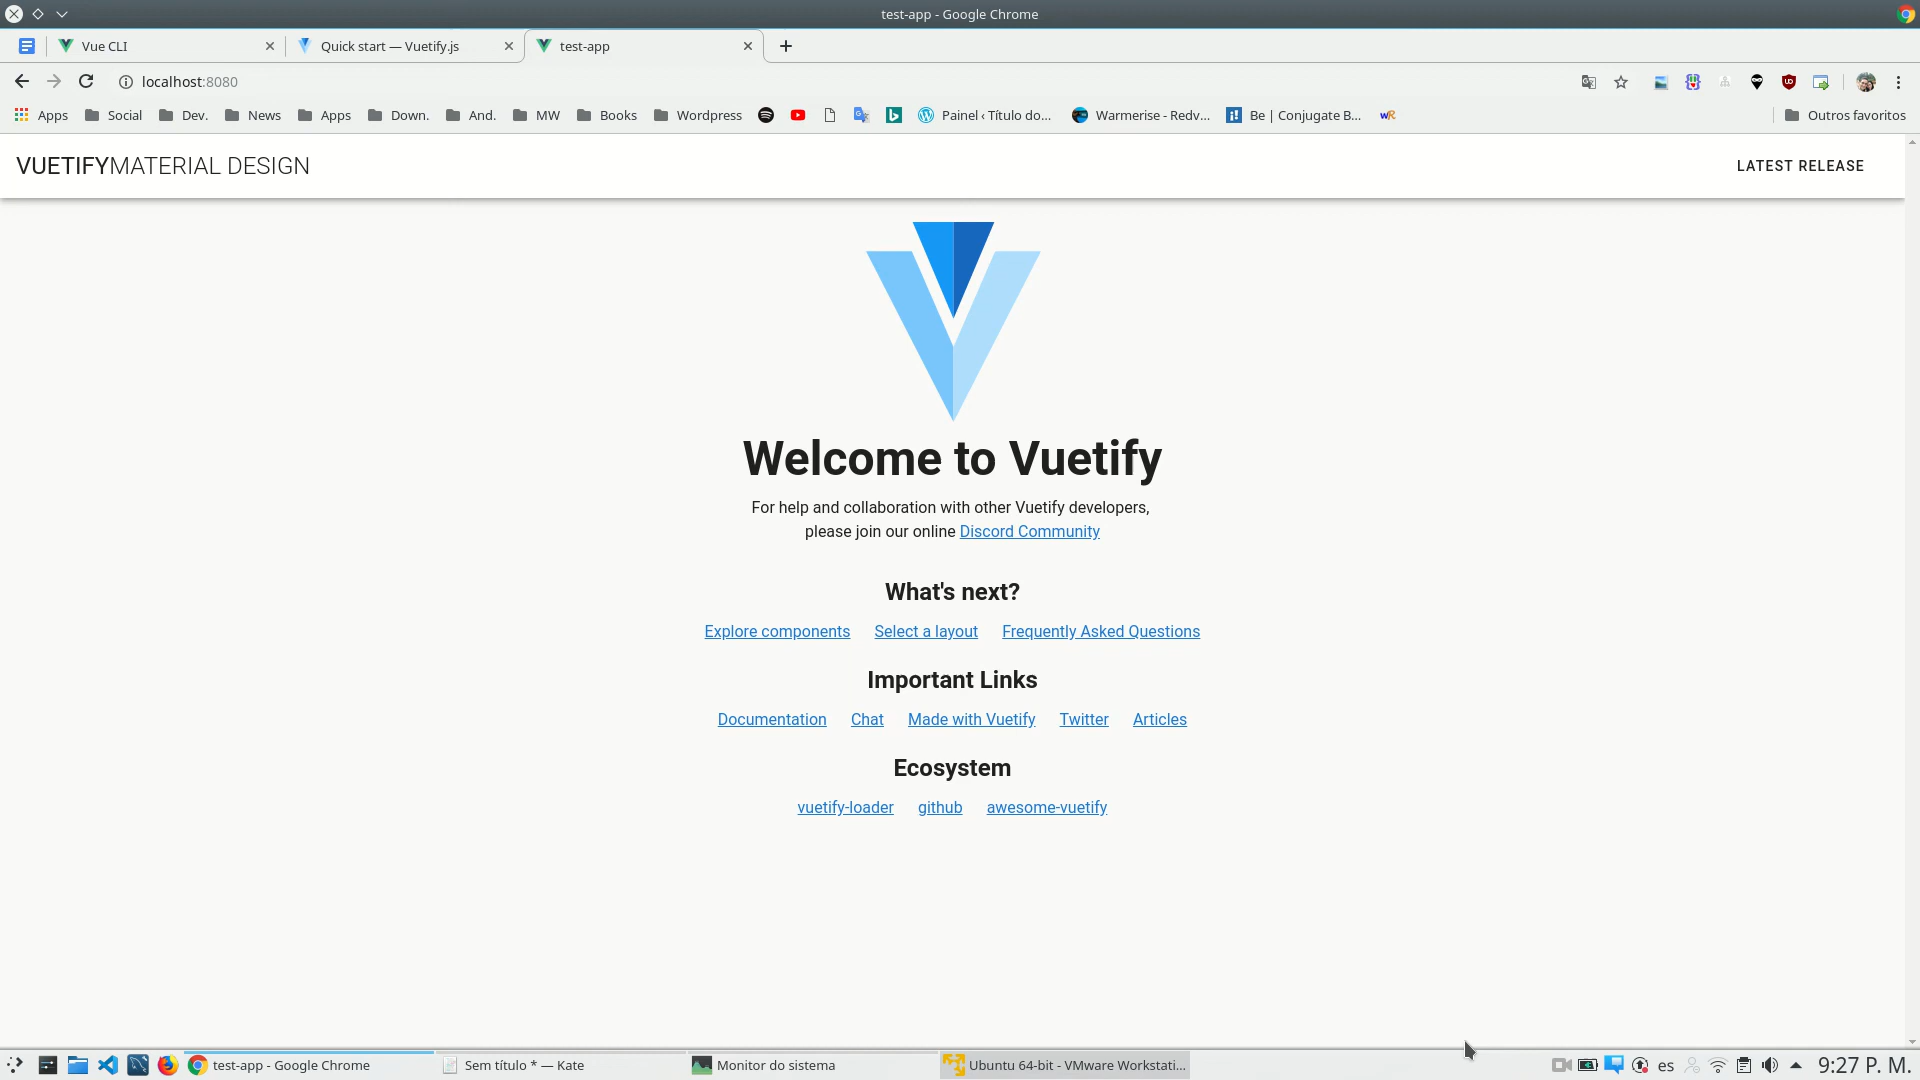 test-app - Google Chrome
Vue CLI
Quick start — Vuetify.js
test-app
localhost:8080
Apps
Social
Dev.
News
Apps
Down.
And.
MW
Books
Wordpress
Painel ‹ Título do...
Warmerise - Redv...
Be | Conjugate B...
wR
Outros favoritos
VUETIFYMATERIAL DESIGN
LATEST RELEASE
Welcome to Vuetify
For help and collaboration with other Vuetify developers,
please join our online Discord Community
What's next?
Explore components Select a layout Frequently Asked Questions
Important Links
Documentation Chat Made with Vuetify Twitter Articles
Ecosystem
vuetify-loader github awesome-vuetify
test-app - Google Chrome
Sem título * — Kate
Monitor do sistema
Ubuntu 64-bit - VMware Workstati...
es
9:27 P. M.